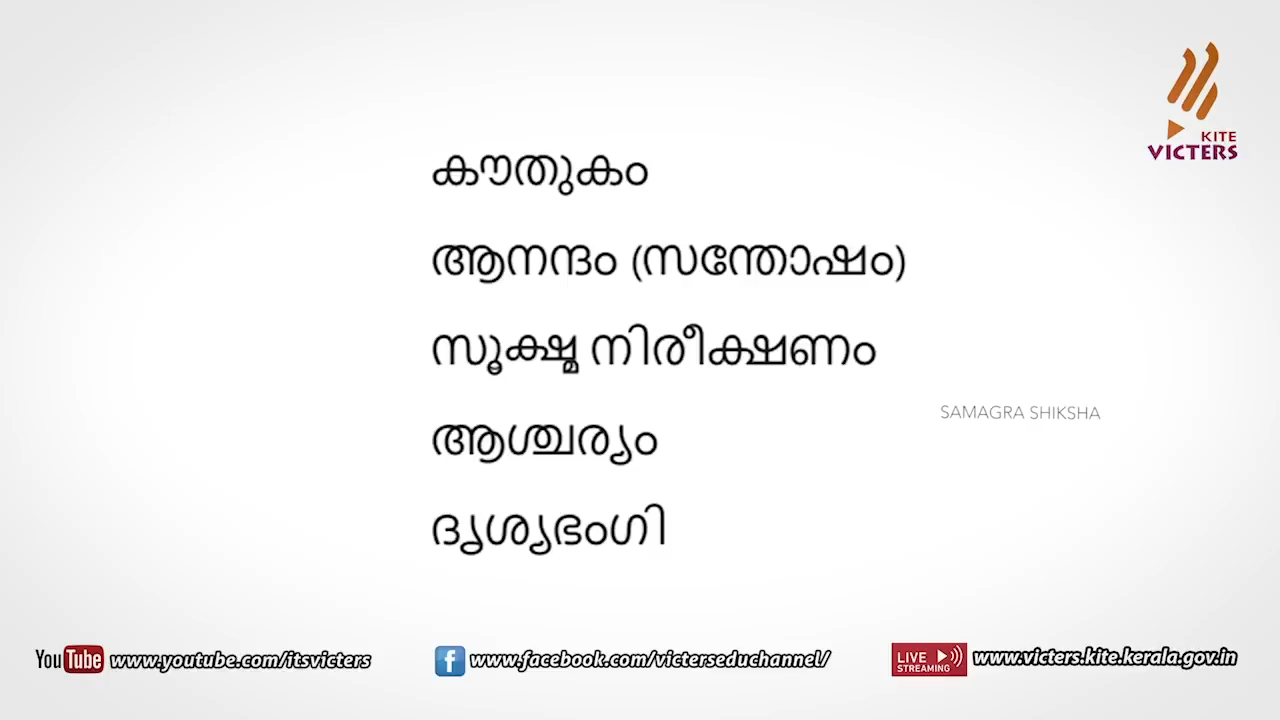 KITE
VICTERS
കൗതുകം
ആനന്ദം (സന്തോഷം)
സൂക്ഷ്മ നിരീക്ഷണം
SAMAGRA SHIKSHA
ആശ്ചര്യം
ദൃശ്യഭംഗി
YouTube www.youtube.com/itsvicters
f www.facebook.com/victerseduchannel/
LIVE STREAMING www.victers.kite.kerala.gov.in